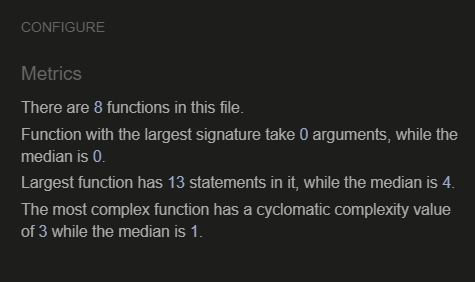 CONFIGURE
Metrics
There are 8 functions in this file.
Function with the largest signature take 0 arguments, while the
median is 0.
Largest function has 13 statements in it, while the median is 4.
The most complex function has a cyclomatic complexity value
of 3 while the median is 1.